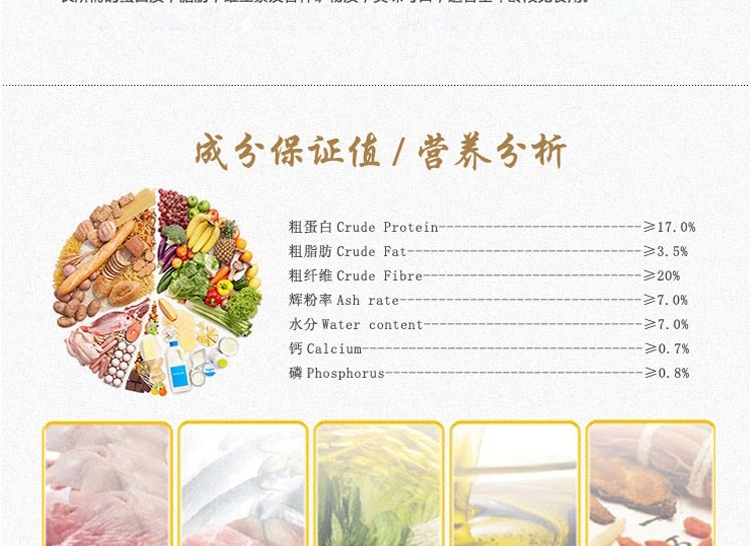 成分保证值/营养分析
粗蛋白 Crude Protein------------------------≥17.0%
粗脂肪 Crude Fat----------------------------≥3.5%
粗纤维 Crude Fibre--------------------------≥20%
辉粉率 Ash rate-----------------------------≥7.0%
水分 Water content--------------------------≥7.0%
钙 Calcium----------------------------------≥0.7%
磷 Phosphorus-------------------------------≥0.8%